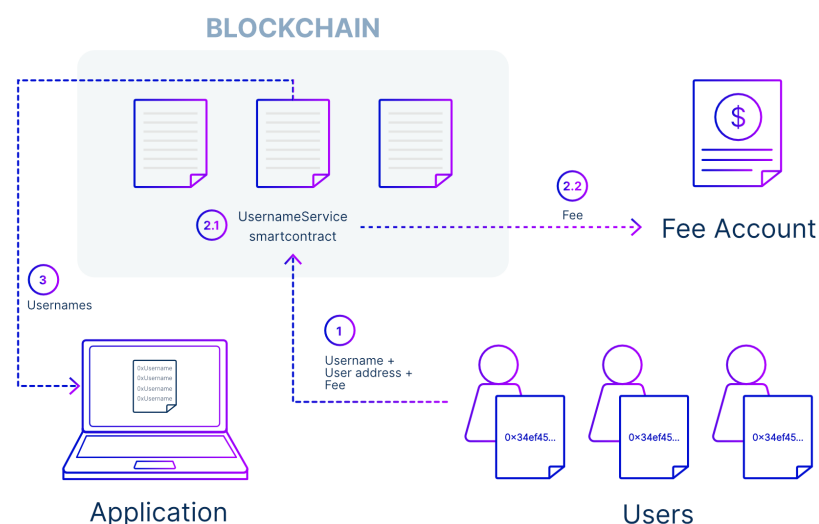 BLOCKCHAIN
$
2.1
UsernameService
smartcontract
2.2
Fee
Fee Account
3
Usernames
1
Username +
User address +
Fee
0xUsername
0xUsername
0xUsername
0xUsername
0×34ef45...
0×34ef45...
0×34ef45...
Application
Users